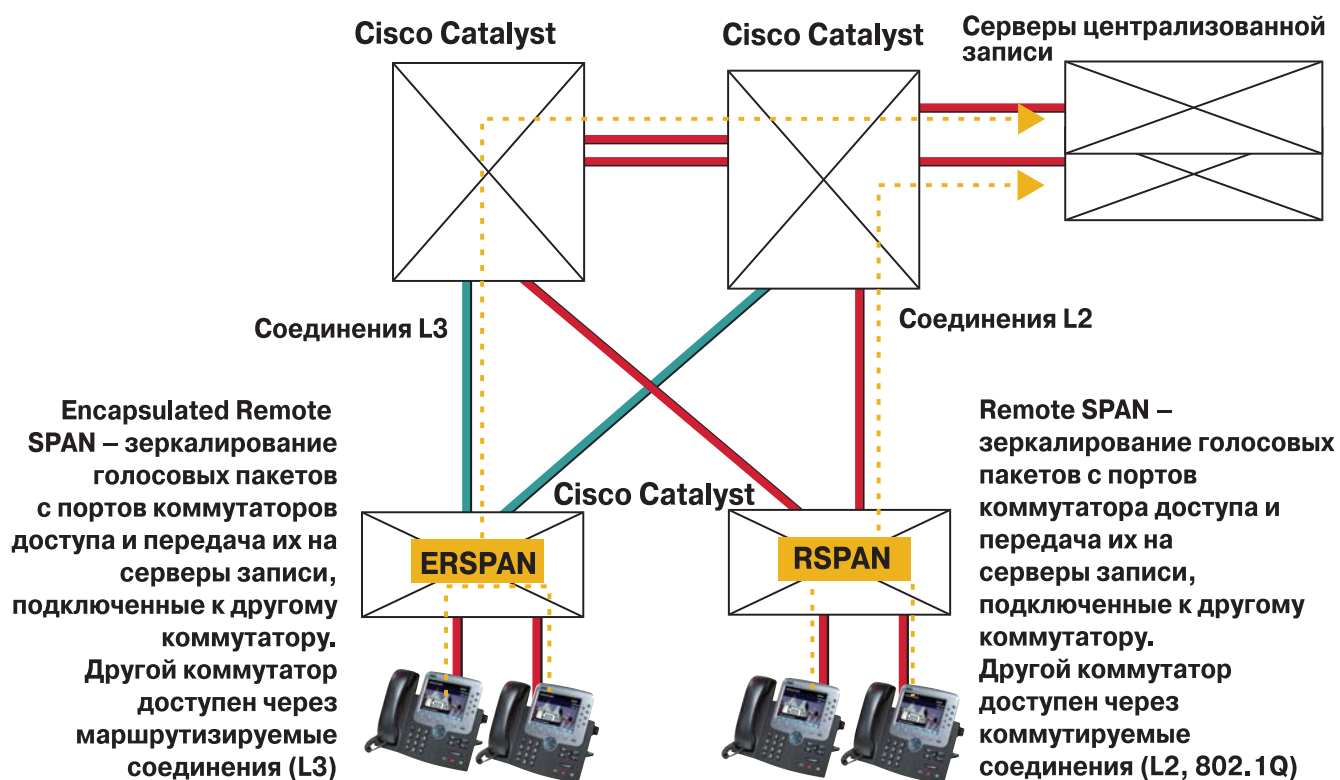 Cisco Catalyst
Cisco Catalyst
Серверы централизованной
записи
Соединения L3
Соединения L2
Encapsulated Remote
SPAN – зеркалирование
голосовых пакетов
с портов коммутаторов
доступа и передача их на
серверы записи,
подключенные к другому
коммутатору.
Другой коммутатор
доступен через
маршрутизируемые
соединения (L3)
Cisco Catalyst
ERSPAN
RSPAN
Remote SPAN –
зеркалирование голосовых
пакетов с портов
коммутатора доступа и
передача их на
серверы записи,
подключенные к другому
коммутатору.
Другой коммутатор
доступен через
коммутируемые
соединения (L2, 802.1Q)